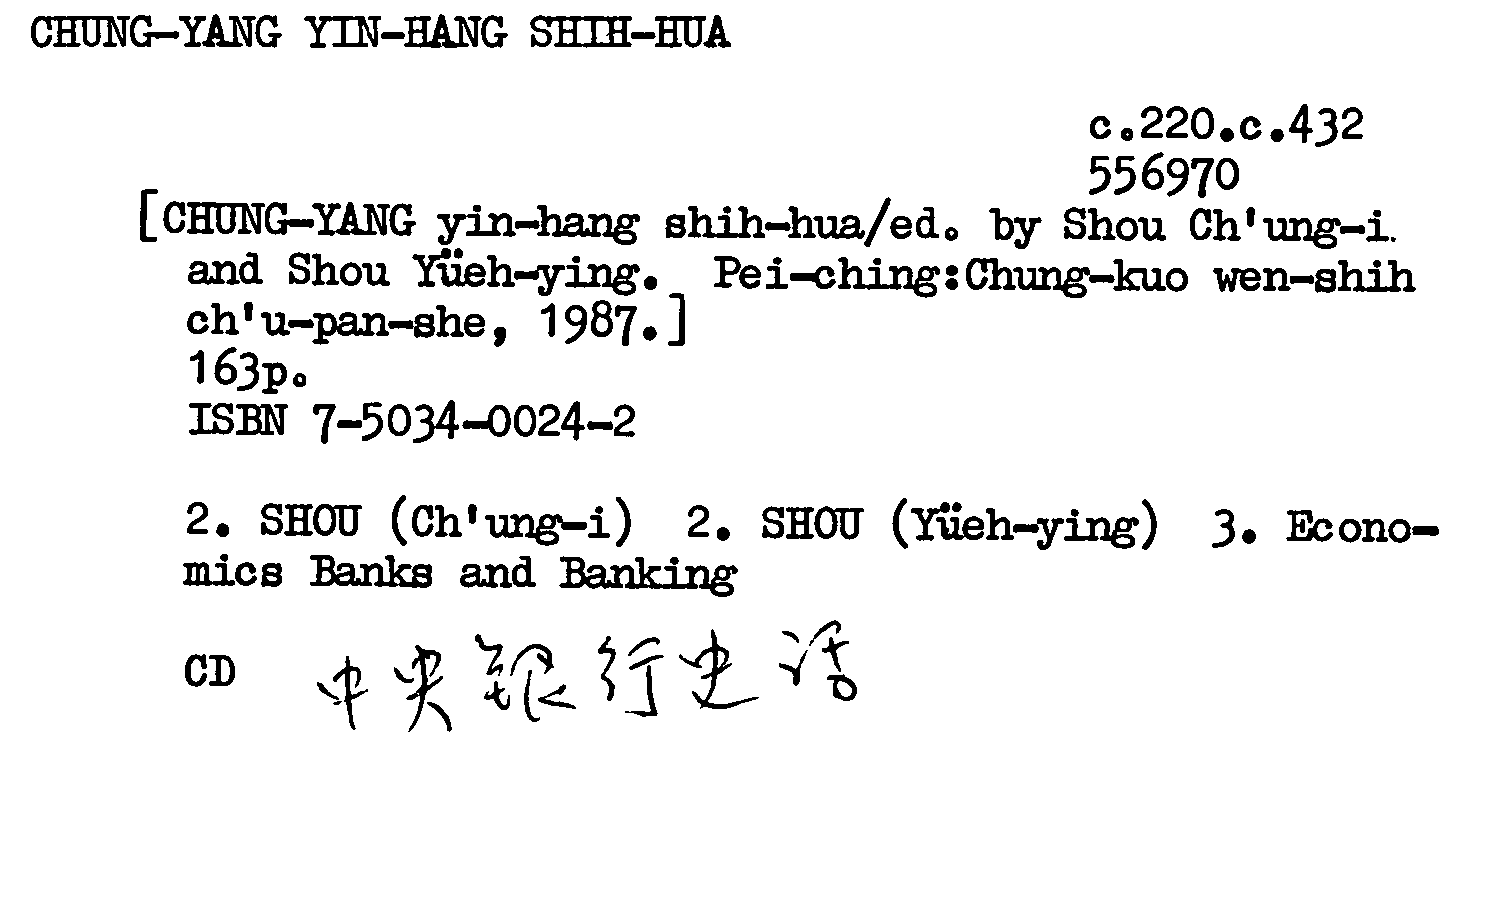 CHUNG-YANG YIN-HANG SHIH-HUA
c.220.c.432
556970
[CHUNG-YANG yin-hang shih-hua/ed. by Shou Ch'ung-i.
and Shou Yüeh-ying. Pei-ching:Chung-kuo wen-shih
ch'u-pan-she, 1987.]
163p.
ISBN 7-5034-0024-2
2. SHOU (Ch'ung-i) 2. SHOU (Yüeh-ying) 3. Econo-
mics Banks and Banking
CD 中央銀行史话